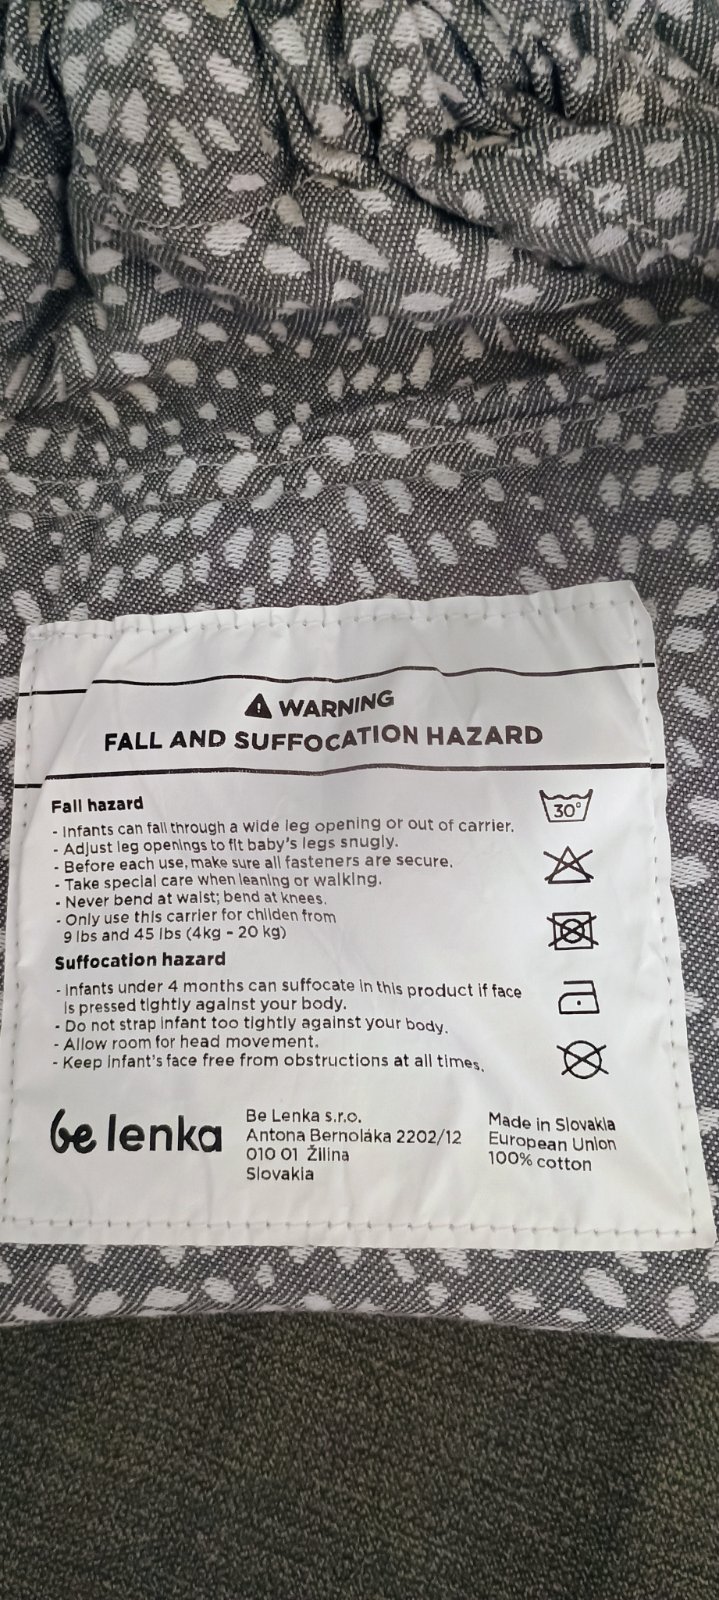 WARNING
FALL AND SUFFOCATION HAZARD
Fall hazard
- Infants can fall through a wide leg opening or out of carrier.
- Adjust leg openings to fit baby's legs snugly.
- Before each use, make sure all fasteners are secure.
- Take special care when leaning or walking.
- Never bend at waist; bend at knees.
- Only use this carrier for childen from
9 lbs and 45 lbs (4kg - 20 kg)
Suffocation hazard
- Infants under 4 months can suffocate in this product if face
is pressed tightly against your body.
- Do not strap infant too tightly against your body.
- Allow room for head movement.
- Keep infant's face free from obstructions at all times.
30°
be lenka
Be Lenka s.r.o.
Antona Bernoláka 2202/12
010 01 Žilina
Slovakia
Made in Slovakia
European Union
100% cotton